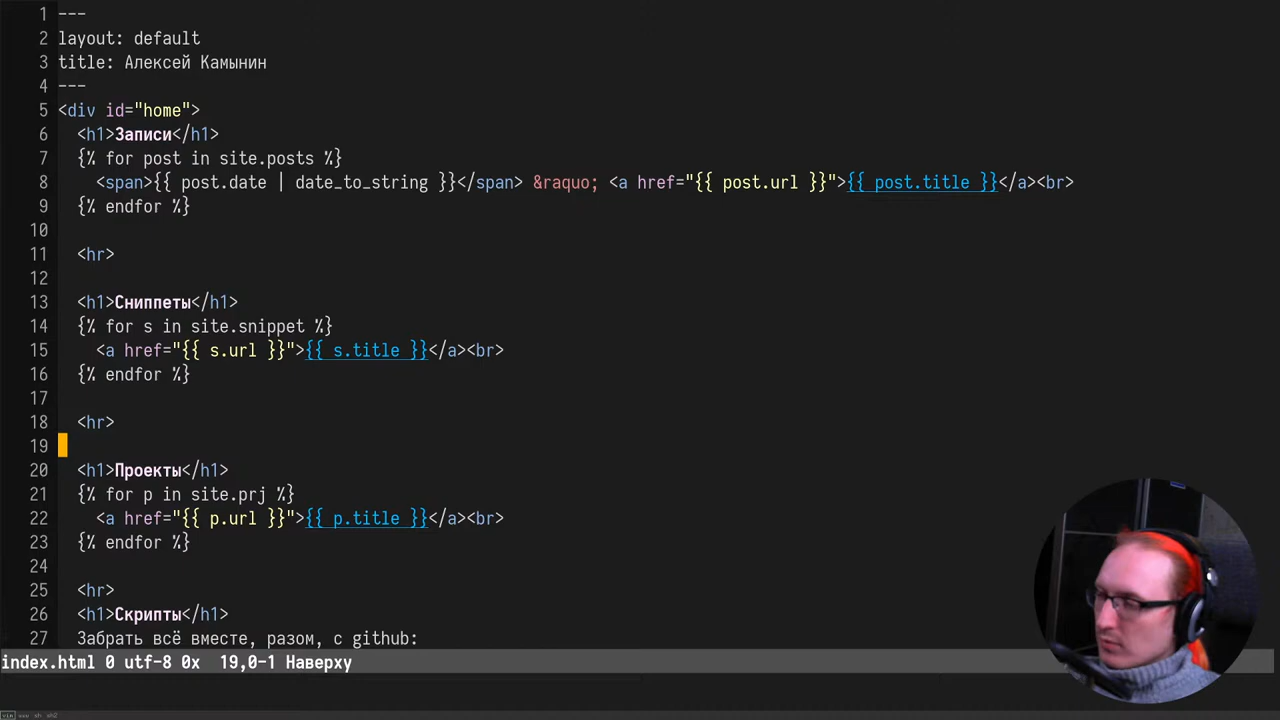 1 ---
2 layout: default
3 title: Алексей Камынин
4 ---
5 <div id="home">
6 <h1>Записи</h1>
7 {% for post in site.posts %}
8 <span>{{ post.date | date_to_string }}</span> &raquo; <a href="{{ post.url }}">{{ post.title }}</a><br>
9 {% endfor %}
10
11 <hr>
12
13 <h1>Сниппеты</h1>
14 {% for s in site.snippet %}
15 <a href="{{ s.url }}">{{ s.title }}</a><br>
16 {% endfor %}
17
18 <hr>
19
20 <h1>Проекты</h1>
21 {% for p in site.prj %}
22 <a href="{{ p.url }}">{{ p.title }}</a><br>
23 {% endfor %}
24
25 <hr>
26 <h1>Скрипты</h1>
27 Забрать всё вместе, разом, с github:
index.html 0 utf-8 0x 19,0-1 Наверху